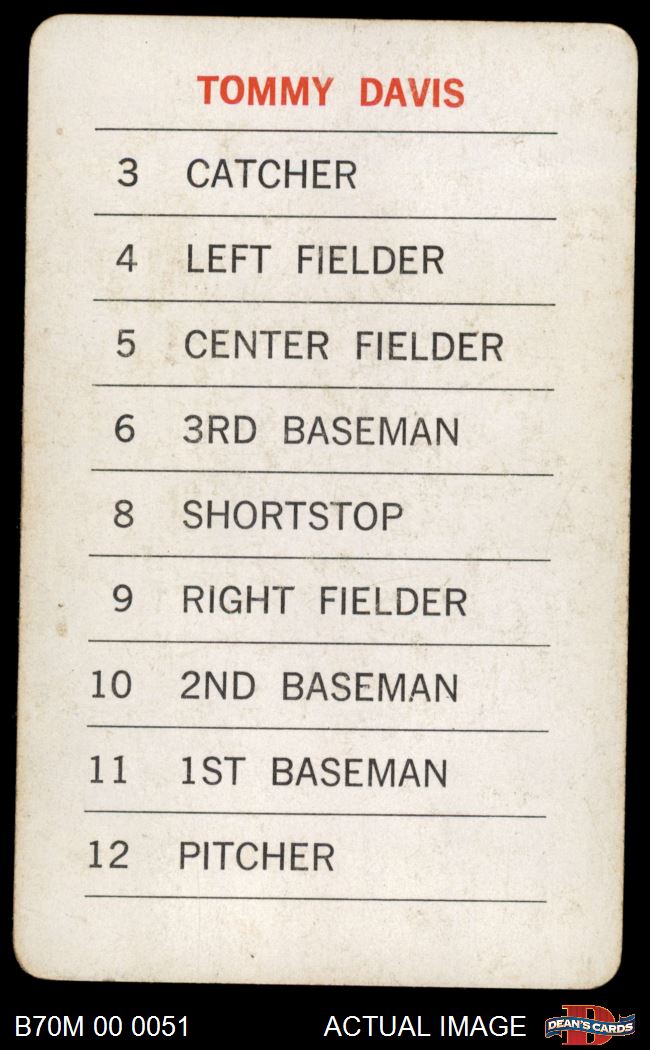 TOMMY DAVIS
3 CATCHER
4 LEFT FIELDER
5 CENTER FIELDER
6 3RD BASEMAN
8 SHORTSTOP
9 RIGHT FIELDER
10 2ND BASEMAN
11 1ST BASEMAN
12 PITCHER
B70M 00 0051 ACTUAL IMAGE DEAN'S CARDS